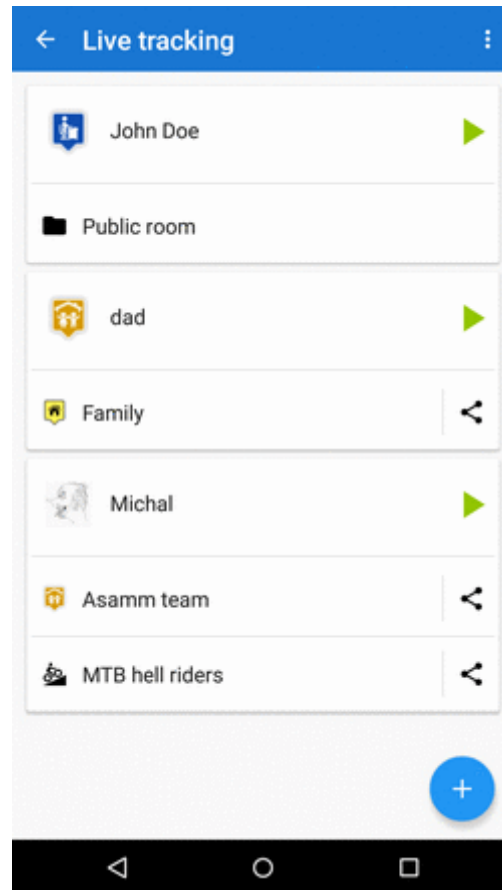 Live tracking
John Doe
Public room
dad
Family
Michal
Asamm team
MTB hell riders